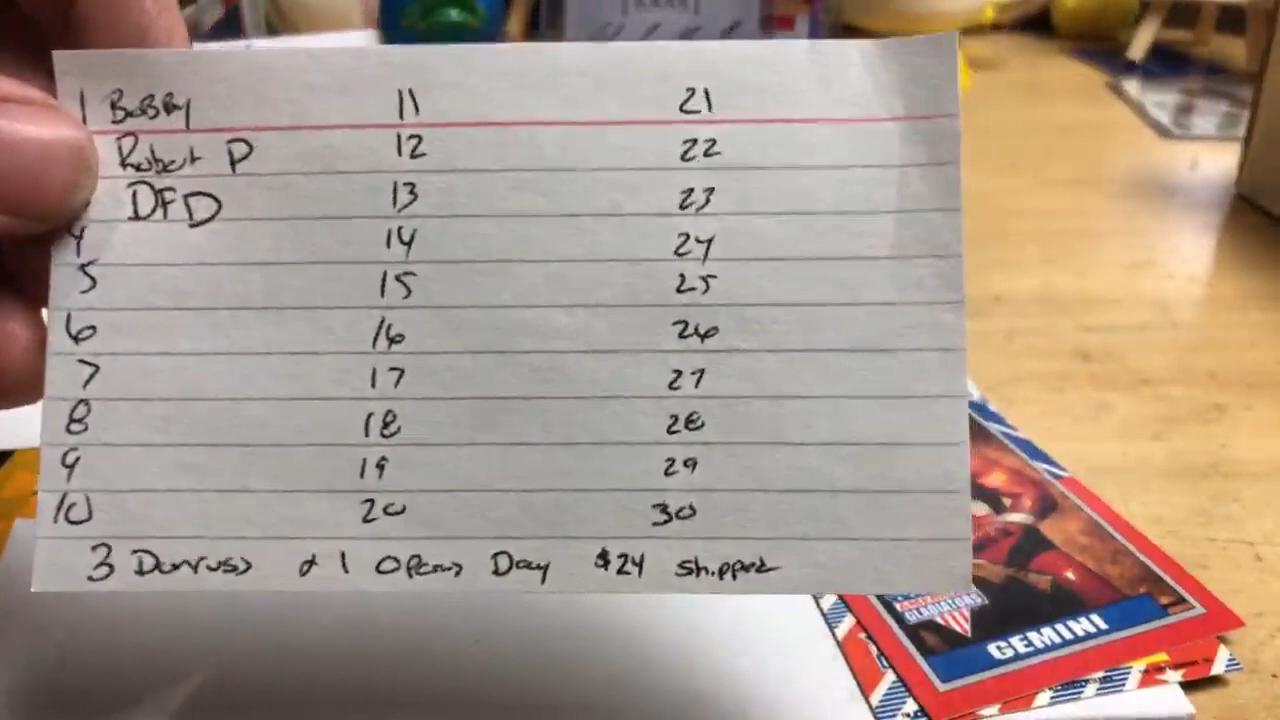 1 Bobby 11 21
Robert P 12 22
DFD 13 23
4 14 24
5 15 25
6 16 26
7 17 27
8 18 28
9 19 29
10 20 30
3 Donruss & 1 Opening Day $24 shipped
GLADIATORS
GEMINI